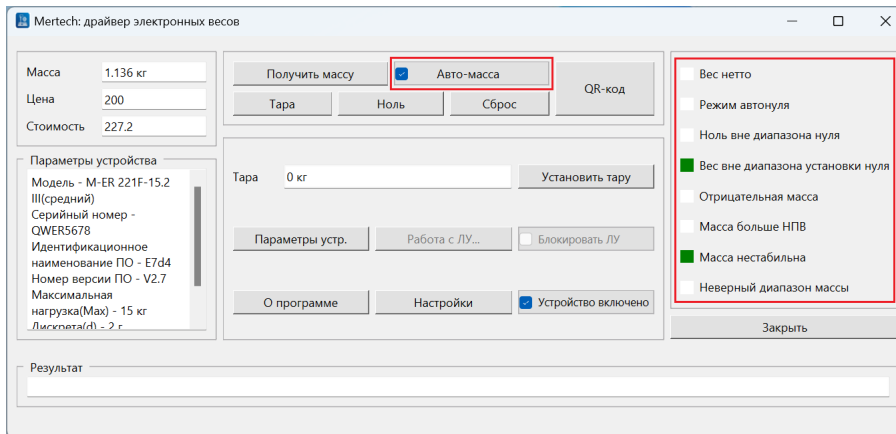 Mertech: драйвер электронных весов
Масса 1.136 кг
Цена 200
Стоимость 227.2
Параметры устройства
Модель - M-ER 221F-15.2
III(средний)
Серийный номер -
QWER5678
Идентификационное
наименование ПО - E7d4
Номер версии ПО - V2.7
Максимальная
нагрузка(Max) - 15 кг
Дискрета(d) - 2 г
Получить массу
Авто-масса
QR-код
Тара
Ноль
Сброс
Тара 0 кг
Установить тару
Параметры устр.
Работа с ЛУ...
Блокировать ЛУ
О программе
Настройки
Устройство включено
Вес нетто
Режим автонуля
Ноль вне диапазона нуля
Вес вне диапазона установки нуля
Отрицательная масса
Масса больше НПВ
Масса нестабильна
Неверный диапазон массы
Закрыть
Результат